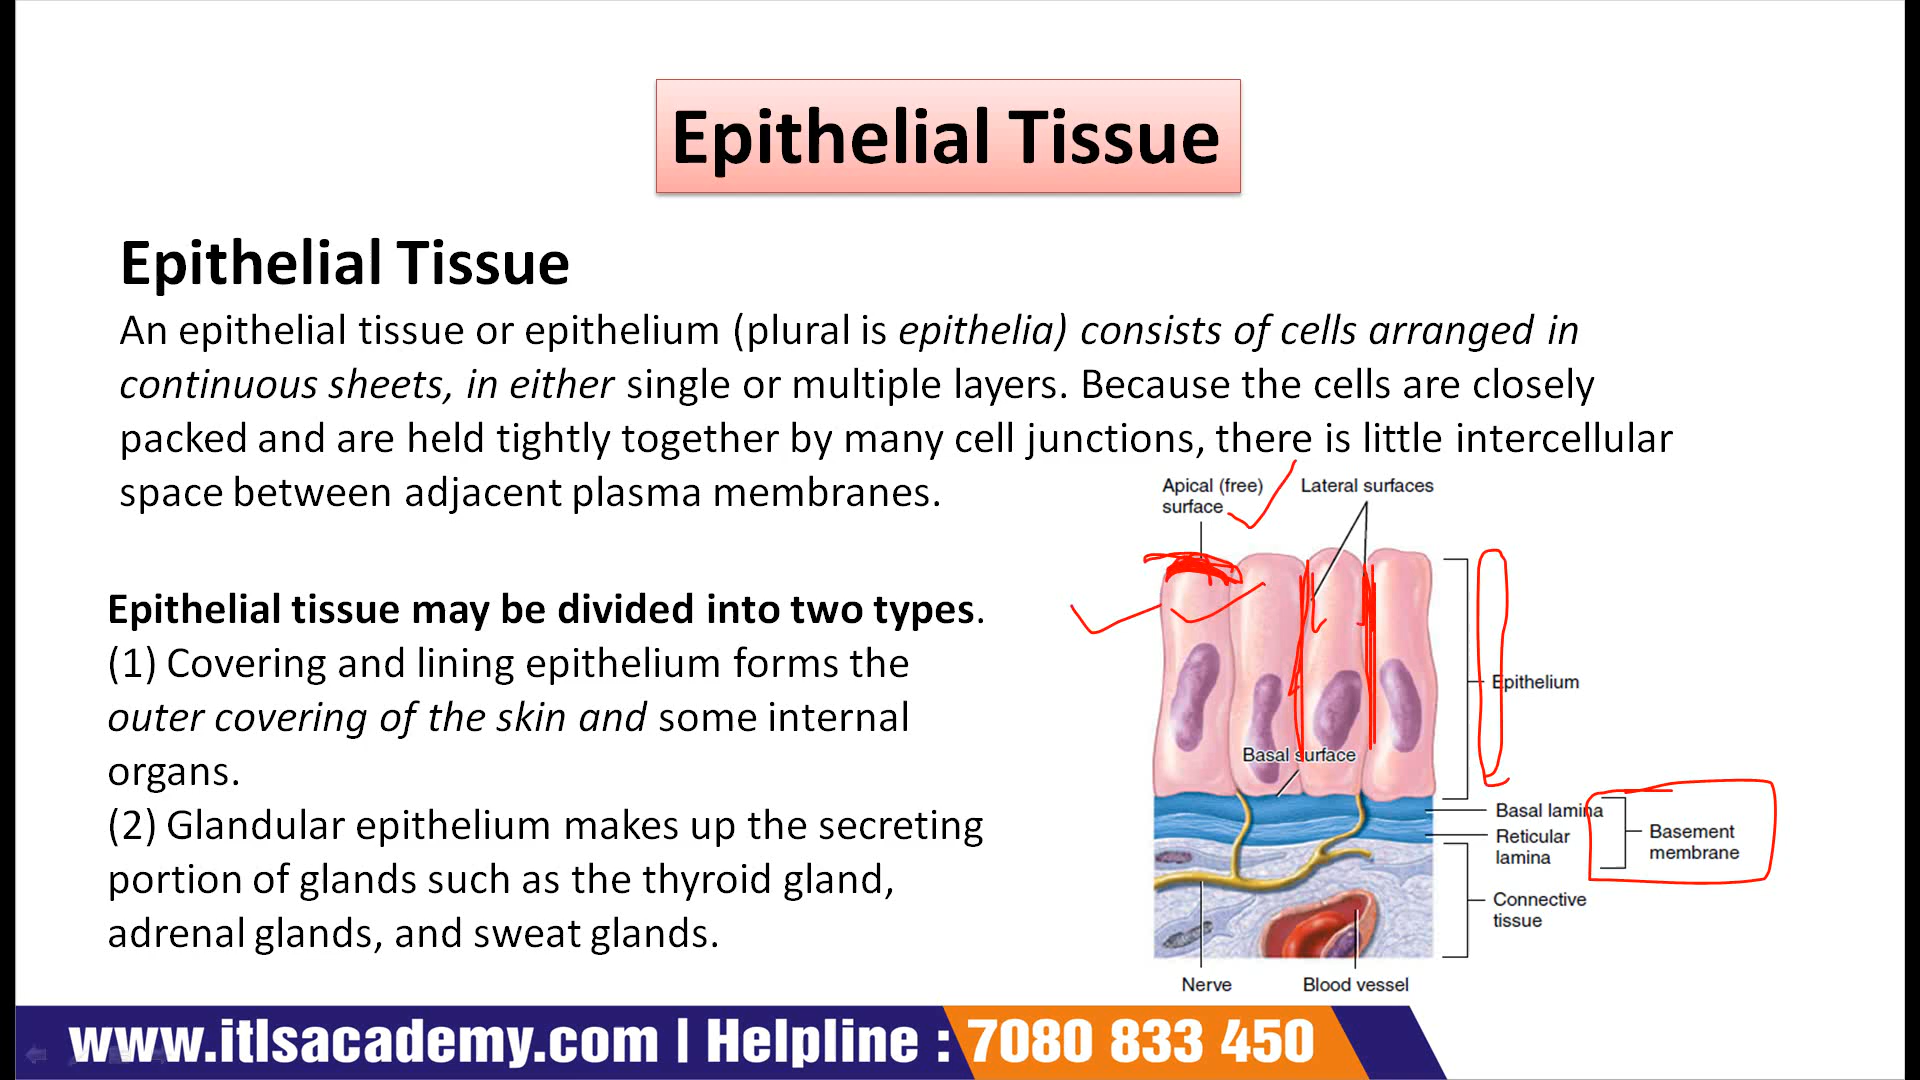 Epithelial Tissue
Epithelial Tissue
An epithelial tissue or epithelium (plural is epithelia) consists of cells arranged in
continuous sheets, in either single or multiple layers. Because the cells are closely
packed and are held tightly together by many cell junctions, there is little intercellular
space between adjacent plasma membranes.
Epithelial tissue may be divided into two types.
(1) Covering and lining epithelium forms the
outer covering of the skin and some internal
organs.
(2) Glandular epithelium makes up the secreting
portion of glands such as the thyroid gland,
adrenal glands, and sweat glands.
Apical (free)
surface
Lateral surfaces
Epithelium
Basal surface
Basal lamina
Reticular
lamina
Basement
membrane
Connective
tissue
Nerve
Blood vessel
www.itlsacademy.com | Helpline : 7080 833 450